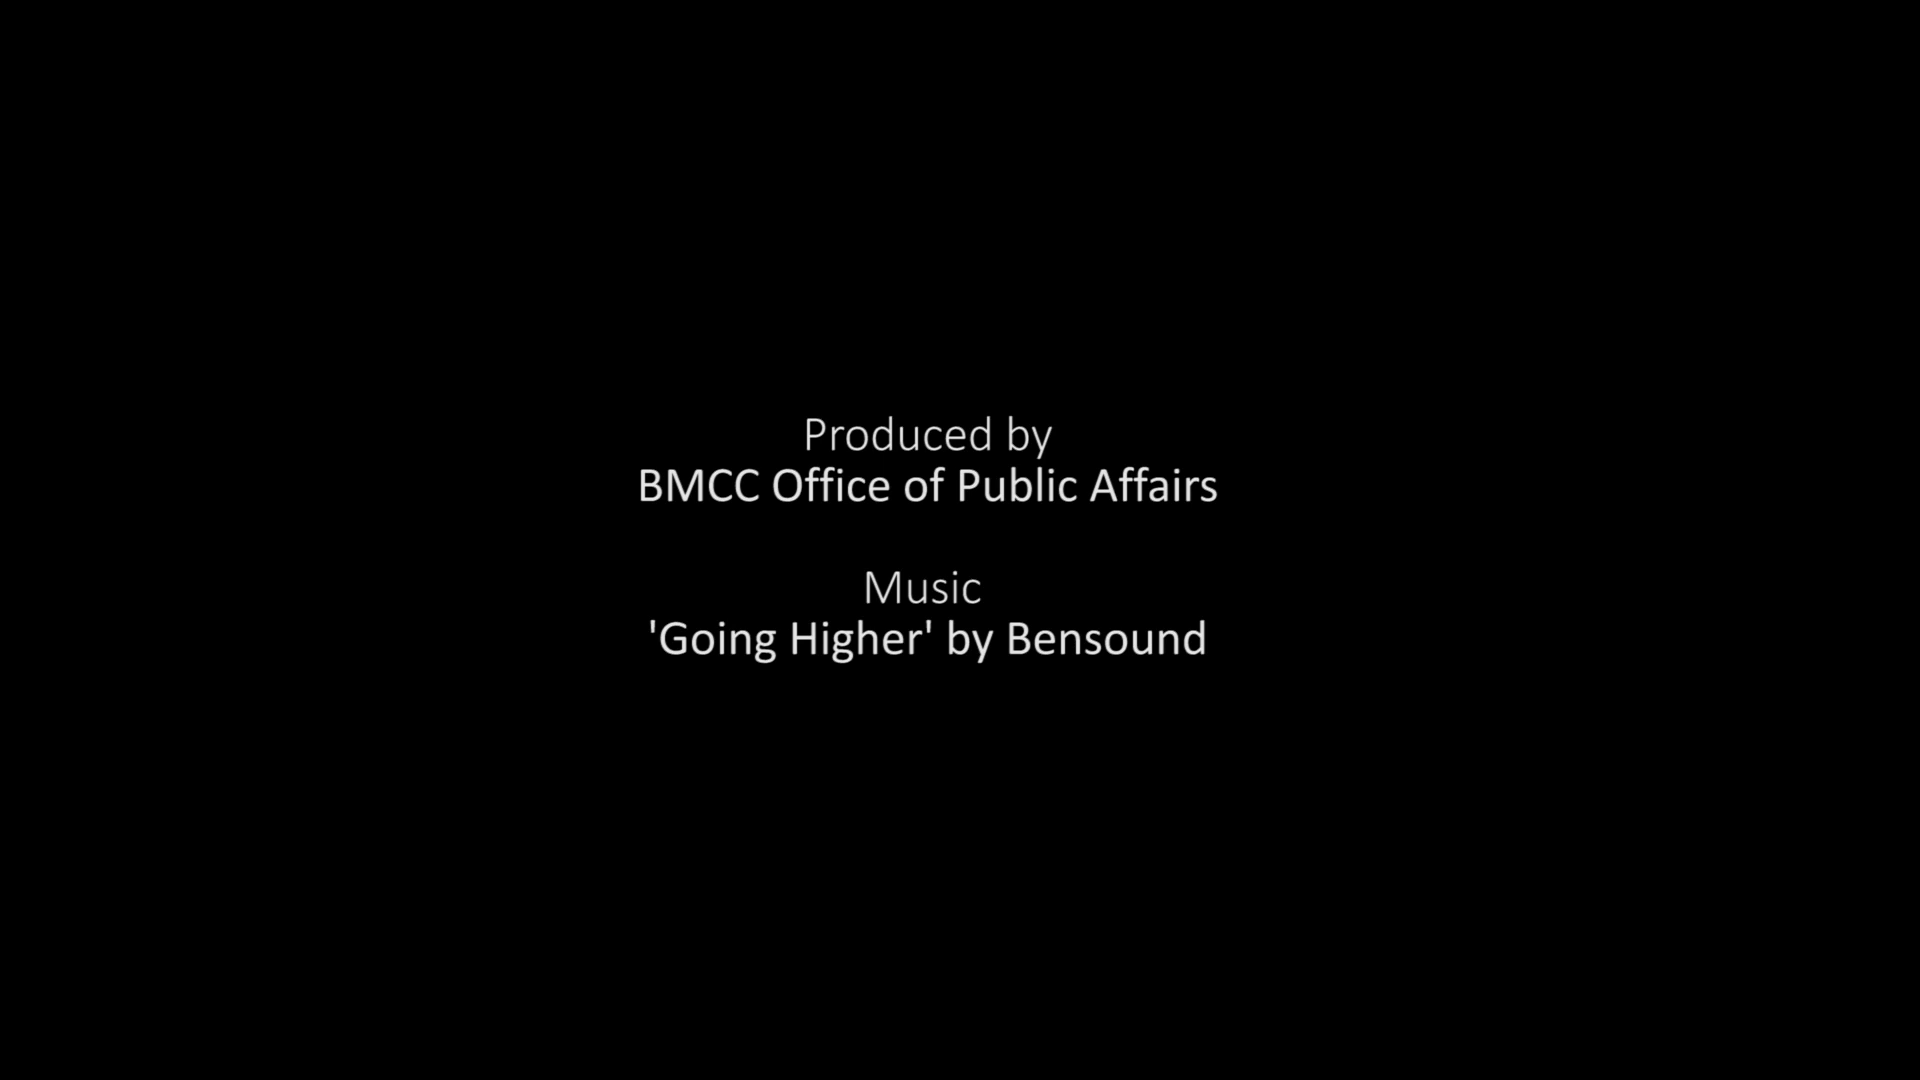 Produced by
BMCC Office of Public Affairs
Music
'Going Higher' by Bensound